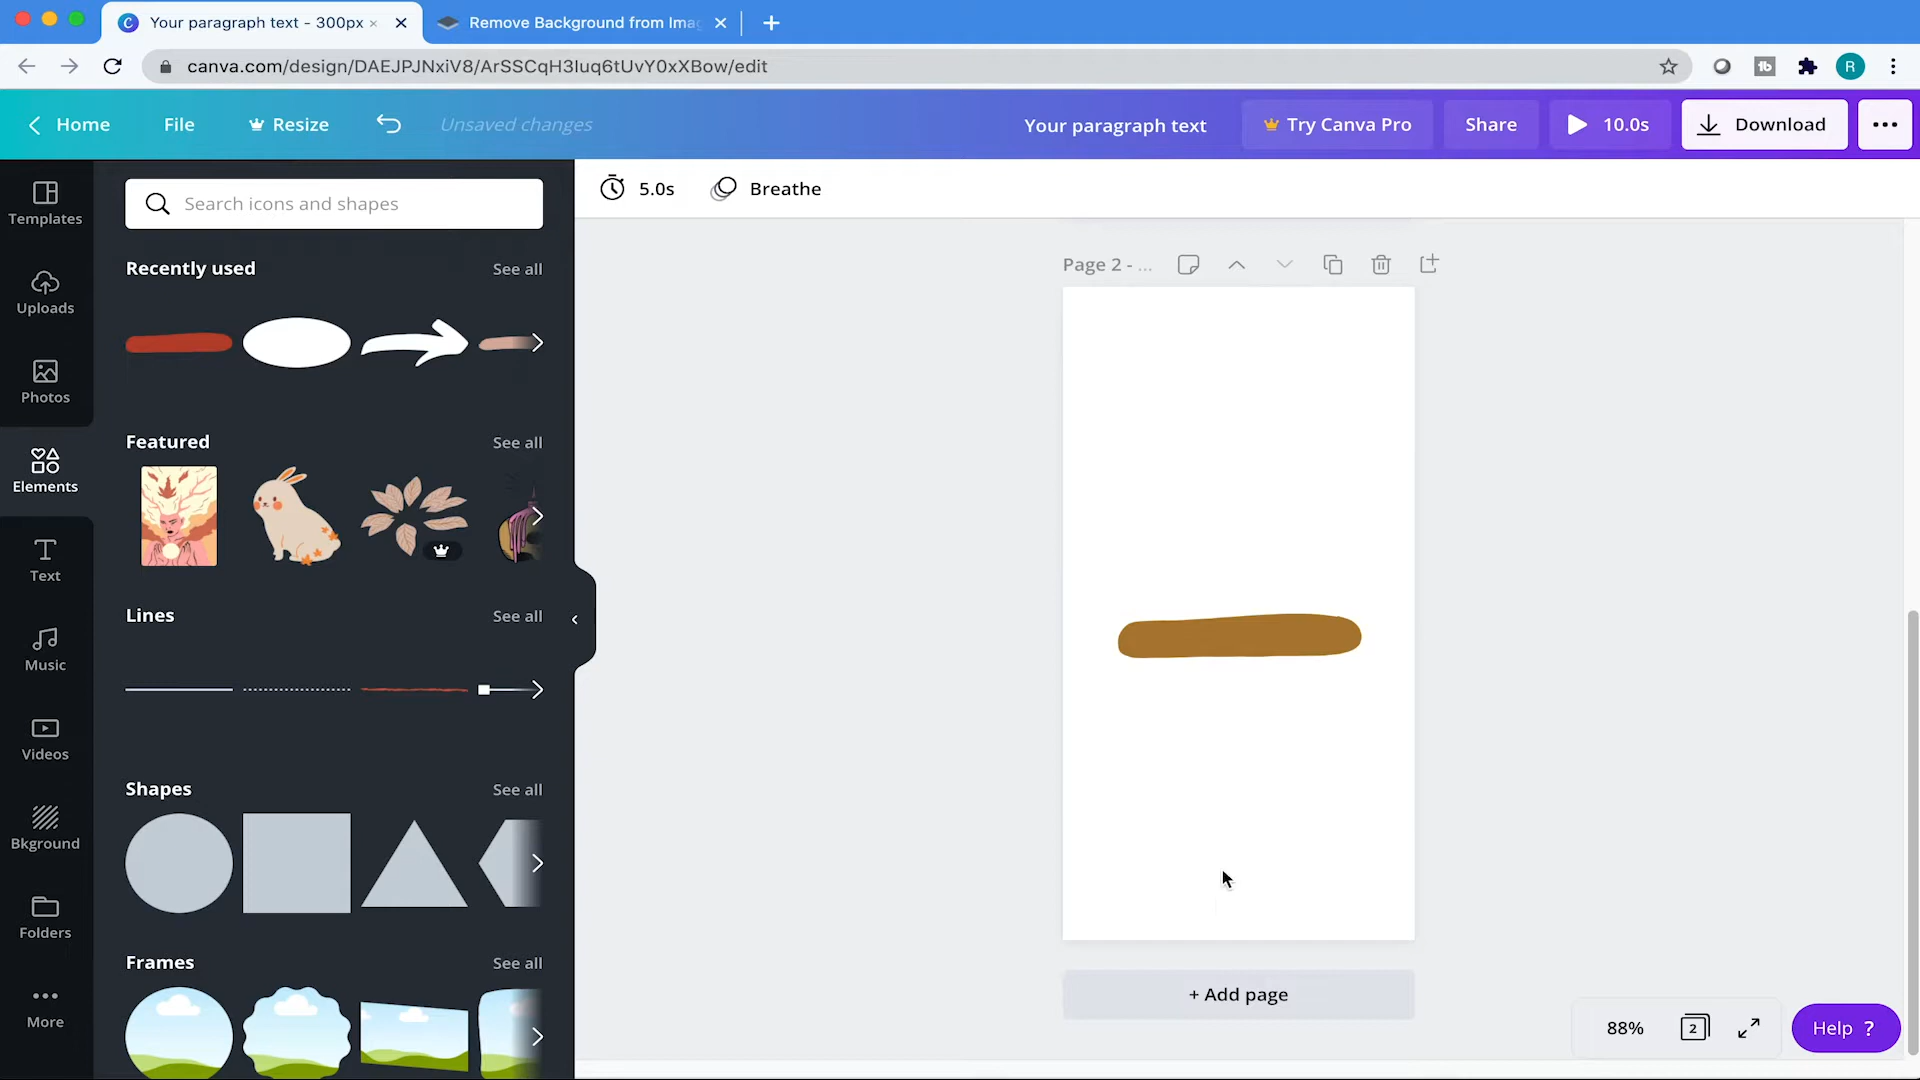 Your paragraph text - 300px ×
Remove Background from Ima
canva.com/design/DAEJPJNxiV8/ArSSCqH3Iuq6tUvY0xXBow/edit
R
Home
File
Resize
Unsaved changes
Your paragraph text
Try Canva Pro
Share
10.0s
Download
Templates
Uploads
Photos
Elements
Text
Music
Videos
Bkground
Folders
More
Search icons and shapes
Recently used
See all
Featured
See all
Lines
See all
Shapes
See all
Frames
See all
5.0s
Breathe
Page 2 - ...
+ Add page
88%
2
Help ?